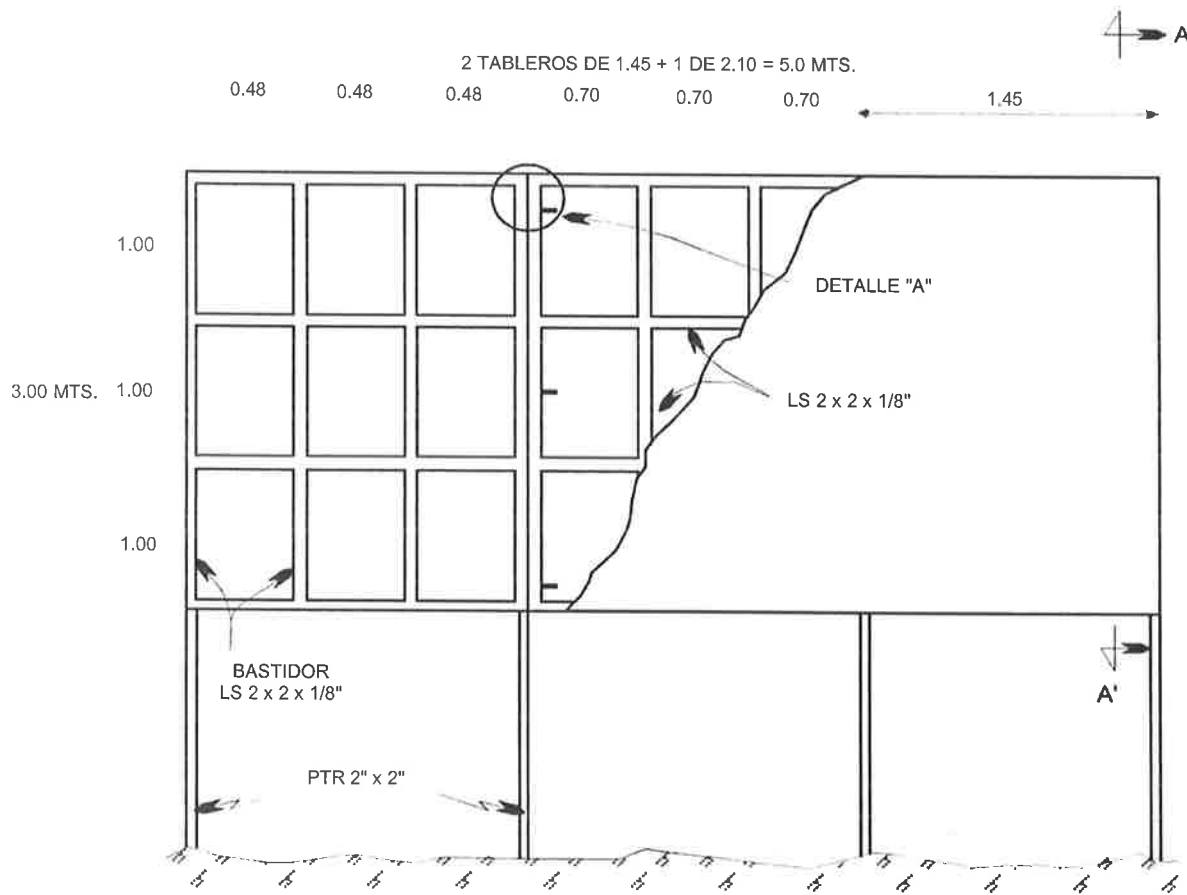 A
2 TABLEROS DE 1.45 + 1 DE 2.10 = 5.0 MTS.
0.48 0.48 0.48 0.70 0.70 0.70 1.45
1.00
DETALLE "A"
3.00 MTS. 1.00
LS 2 x 2 x 1/8"
1.00
BASTIDOR
LS 2 x 2 x 1/8"
A'
PTR 2" x 2"